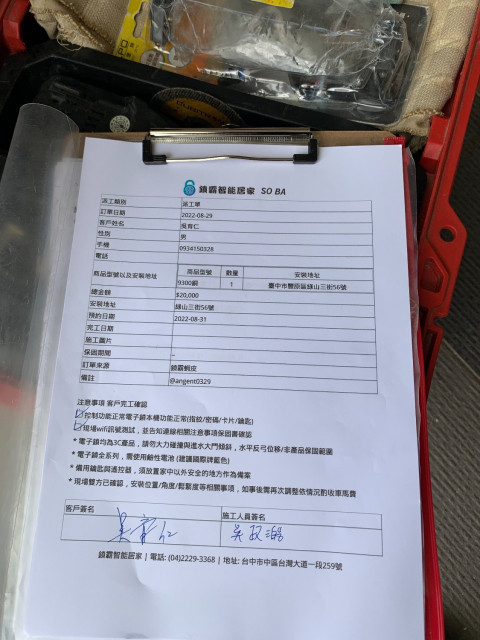 鎖霸智能居家 SO BA
派工類別 派工單
訂單日期 2022-08-29
客戶姓名 吳育仁
性別 男
手機 0934150328
電話
商品型號以及安裝地址 商品型號 數量 安裝地址
9300銅 1 臺中市豐原區綠山三街56號
總金額 $20,000
安裝地址 綠山三街56號
預約日期 2022-08-31
完工日期
施工圖片
保固期間 –
訂單來源 鎖霸蝦皮
備註 @angent0329
注意事項 客戶完工確認
控制功能正常電子鎖本體功能正常(指紋/密碼/卡片/鑰匙)
現場wifi訊號測試，並告知連線相關注意事項保固書確認
* 電子鎖均為3C產品，請勿大力碰撞與進水大門傾斜，水平反弓位移/非產品保固範圍
* 電子鎖全系列，需使用鹼性電池 (建議國際牌藍色)
* 備用鑰匙與遙控器，須放置家中以外安全的地方作為備案
* 現場雙方已確認，安裝位置/角度/鬆緊度等相關事項，如事後需再次調整依情況酌收車馬費
客戶簽名 施工人員簽名
鎖霸智能居家 | 電話: (04)2229-3368 | 地址: 台中市中區台灣大道一段259號